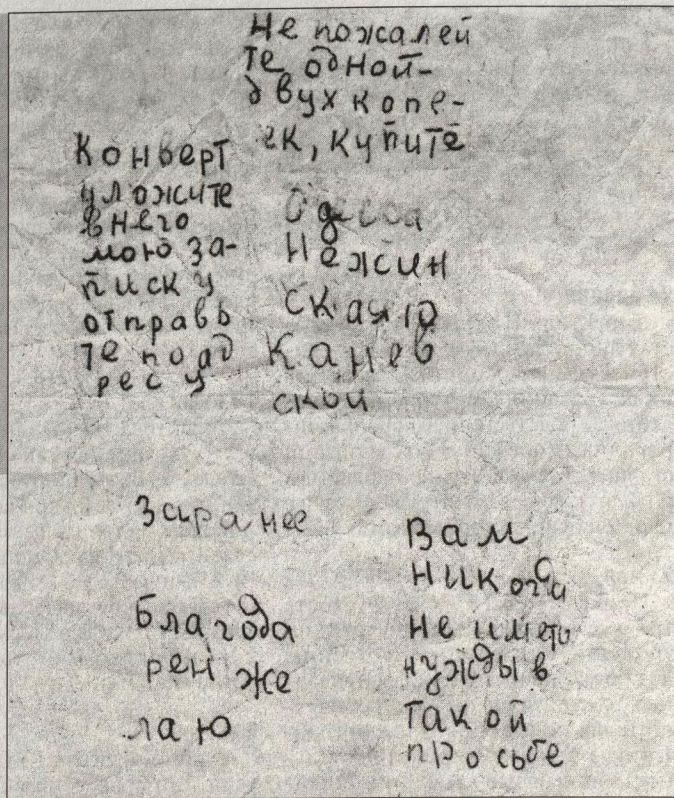 Не пожалей
те одной-
двух копе-
ек, купите
Конверт
уложите
в него
мою за-
писку
отправь
те по ад
ресу
Одесса
Нежин
ская 10
Канев
ской
Заранее
Благода
рен же
лаю
Вам
никогда
не иметь
нужды в
такой
просьбе